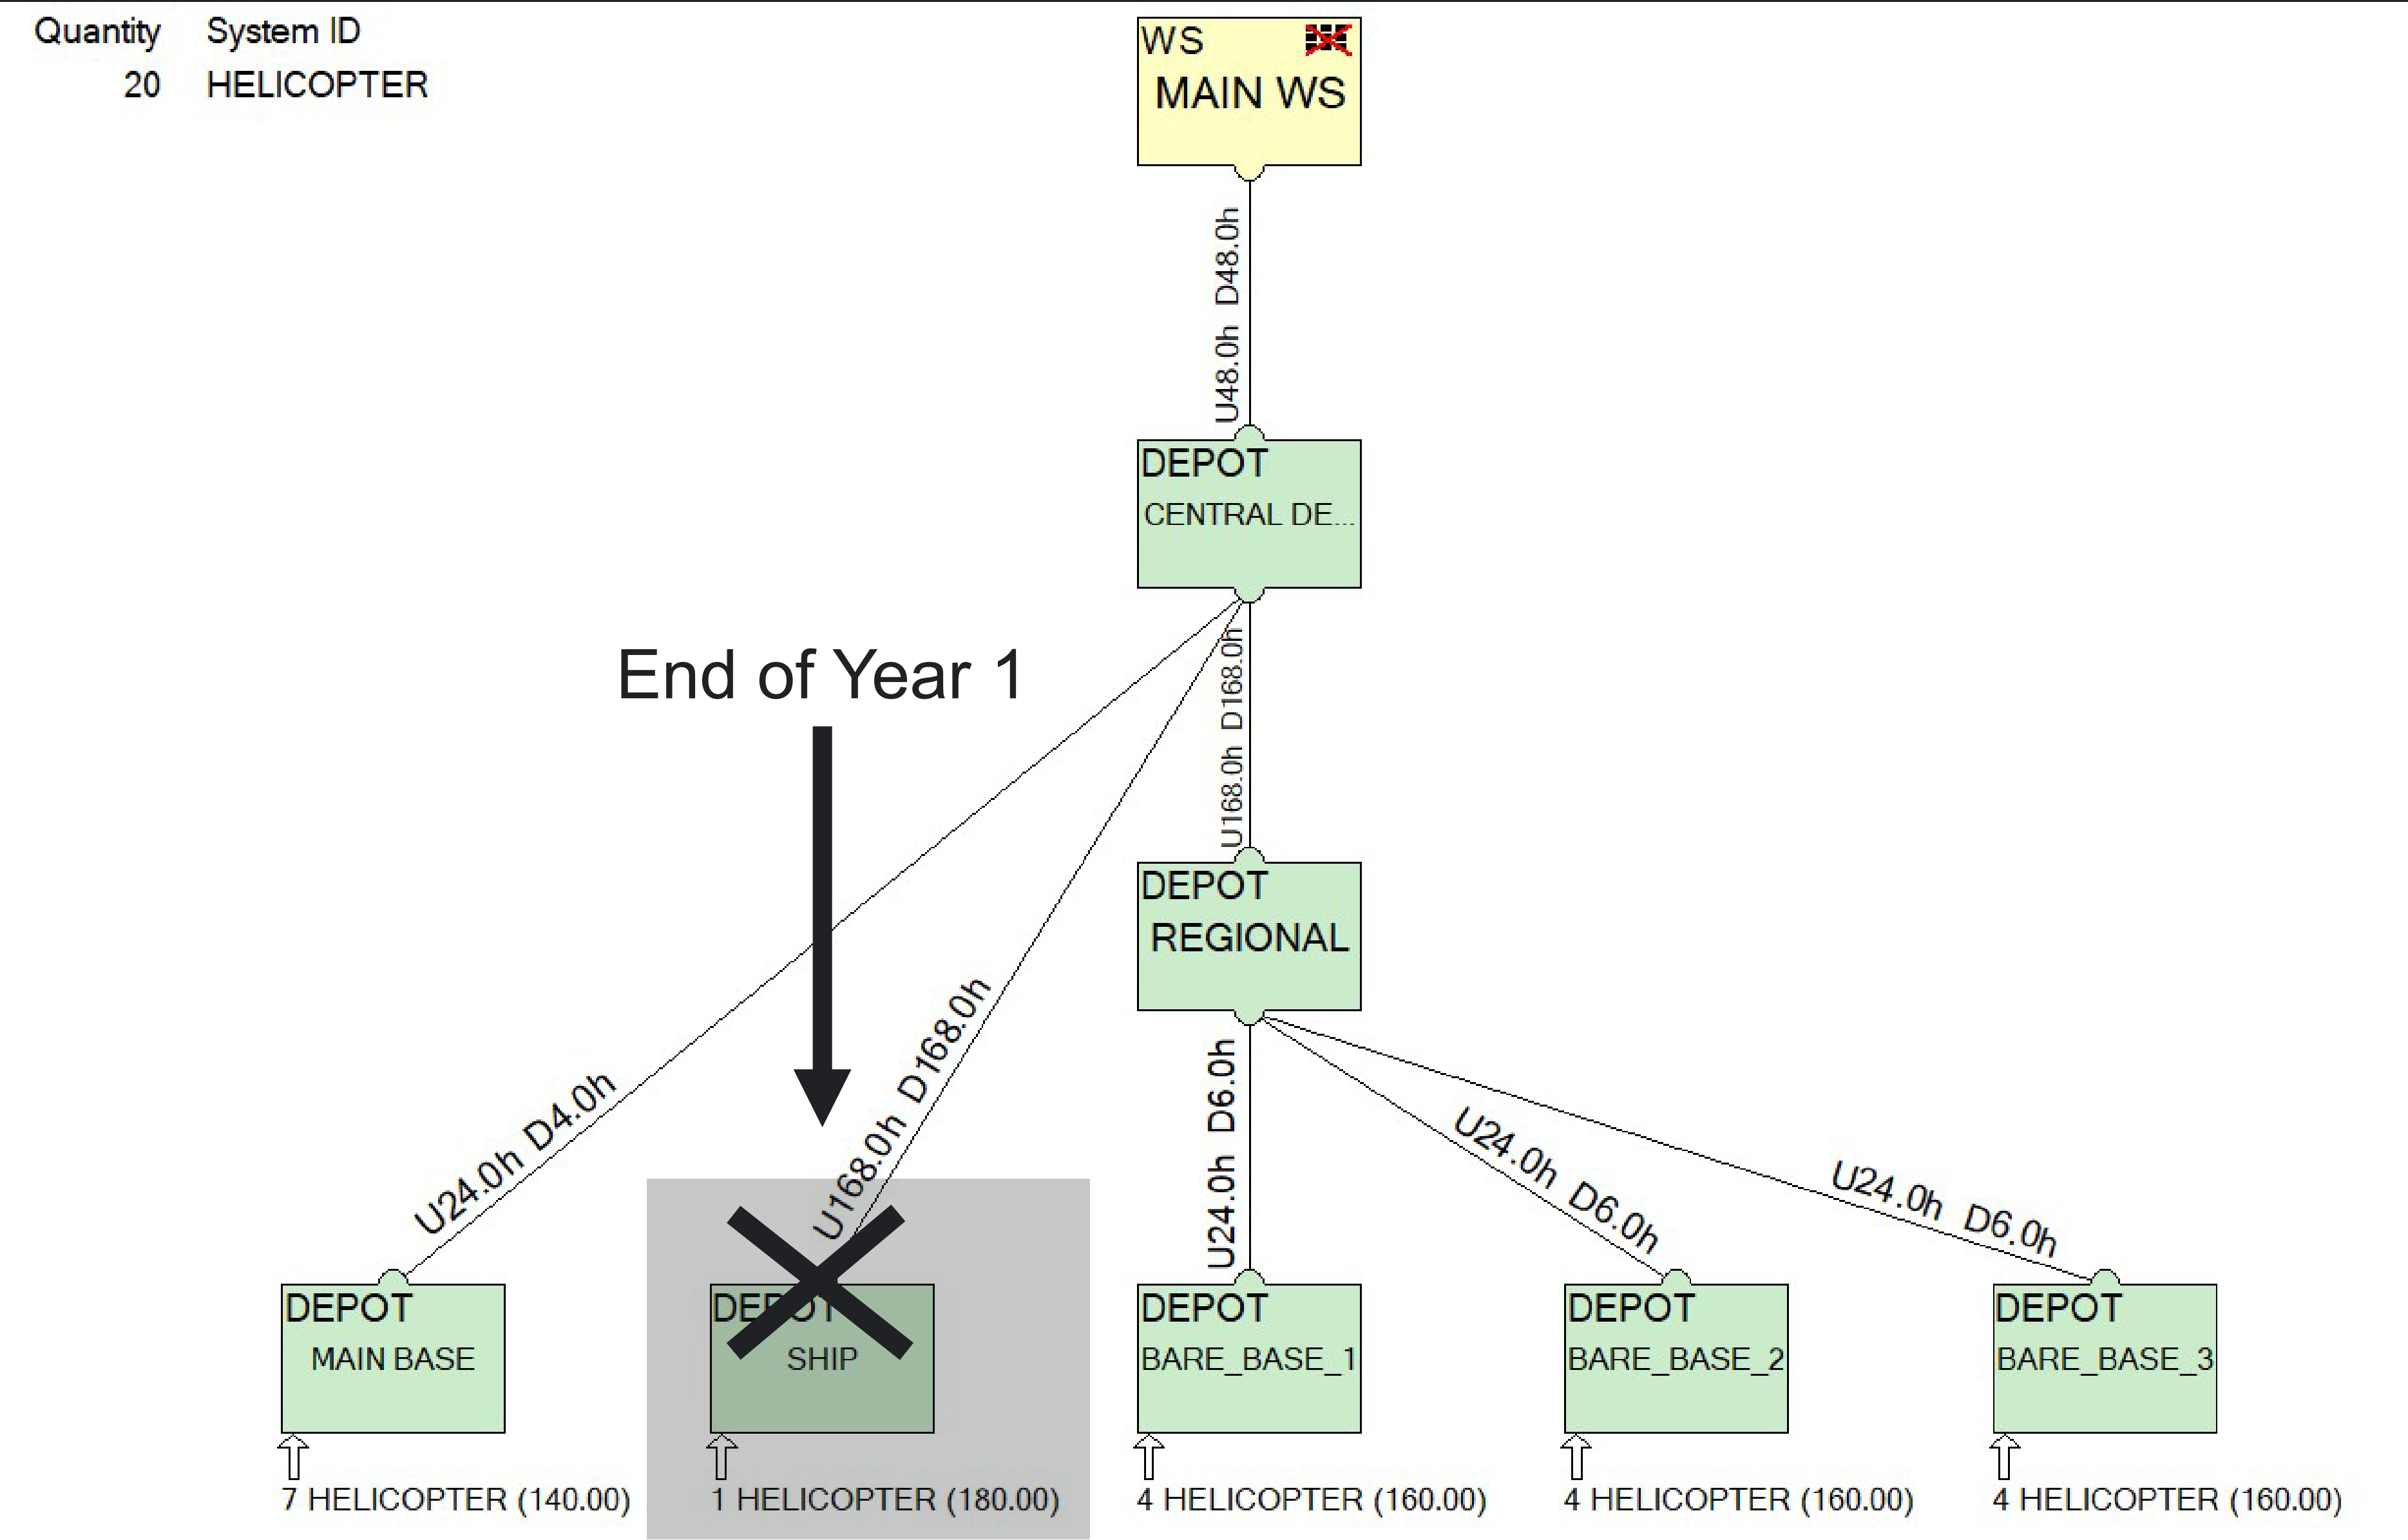 Quantity System ID
20 HELICOPTER
WS
MAIN WS
U48.0h D48.0h
DEPOT
CENTRAL DE...
End of Year 1
U168.0h D168.0h
DEPOT
REGIONAL
U24.0h D4.0h
U168.0h D168.0h
U24.0h D6.0h
U24.0h D6.0h
U24.0h D6.0h
DEPOT
MAIN BASE
7 HELICOPTER (140.00)
DEPOT
SHIP
1 HELICOPTER (180.00)
DEPOT
BARE_BASE_1
4 HELICOPTER (160.00)
DEPOT
BARE_BASE_2
4 HELICOPTER (160.00)
DEPOT
BARE_BASE_3
4 HELICOPTER (160.00)